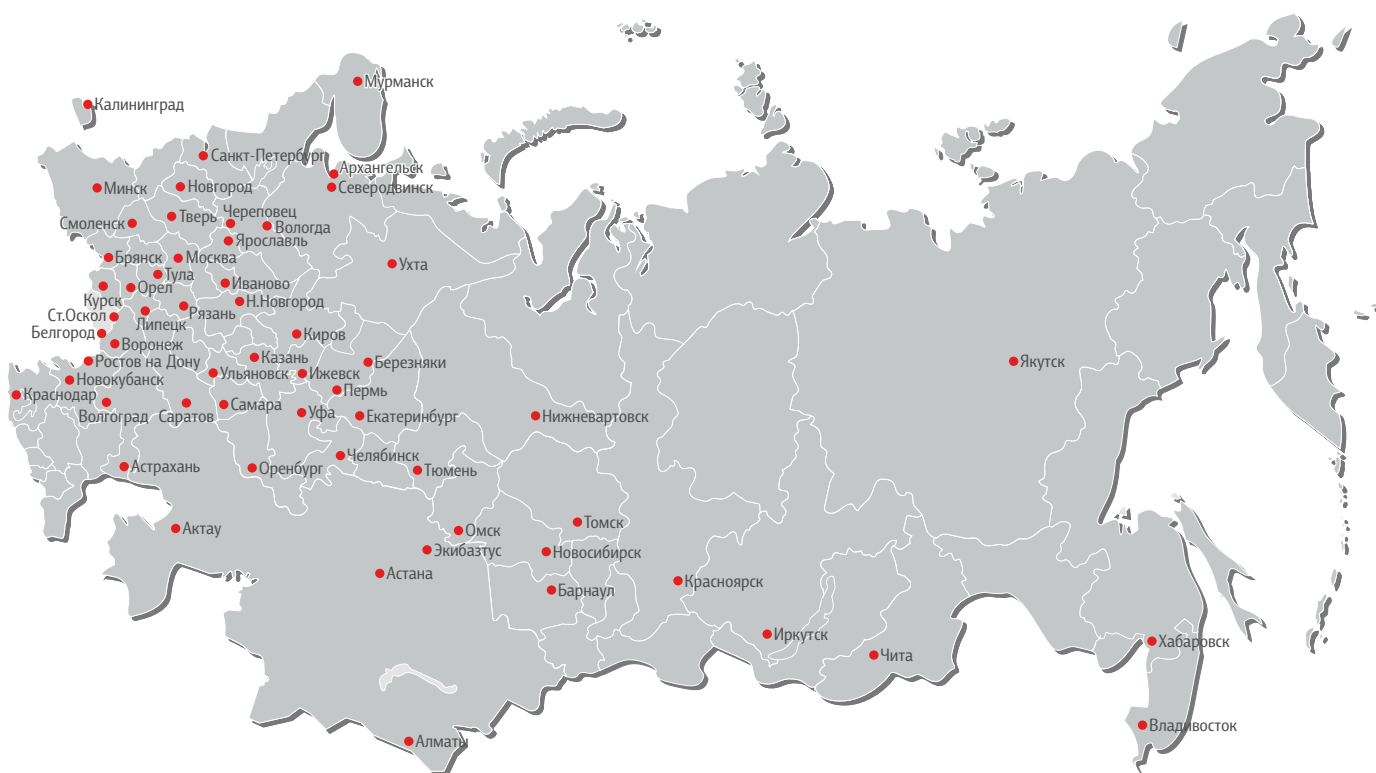 Мурманск
Калининград
Санкт-Петербург
Архангельск
Северодвинск
Минск
Новгород
Тверь
Череповец
Смоленск
Вологда
Ярославль
Брянск
Москва
Ухта
Тула
Иваново
Орел
Курск
Н.Новгород
Рязань
Ст.Оскол
Липецк
Белгород
Киров
Воронеж
Ростов на Дону
Казань
Березняки
Якутск
Новокубанск
Ульяновск
Ижевск
Краснодар
Пермь
Волгоград
Саратов
Самара
Уфа
Екатеринбург
Нижневартовск
Челябинск
Астрахань
Оренбург
Тюмень
Актау
Омск
Томск
Экибазтус
Новосибирск
Астана
Барнаул
Красноярск
Иркутск
Хабаровск
Чита
Владивосток
Алматы